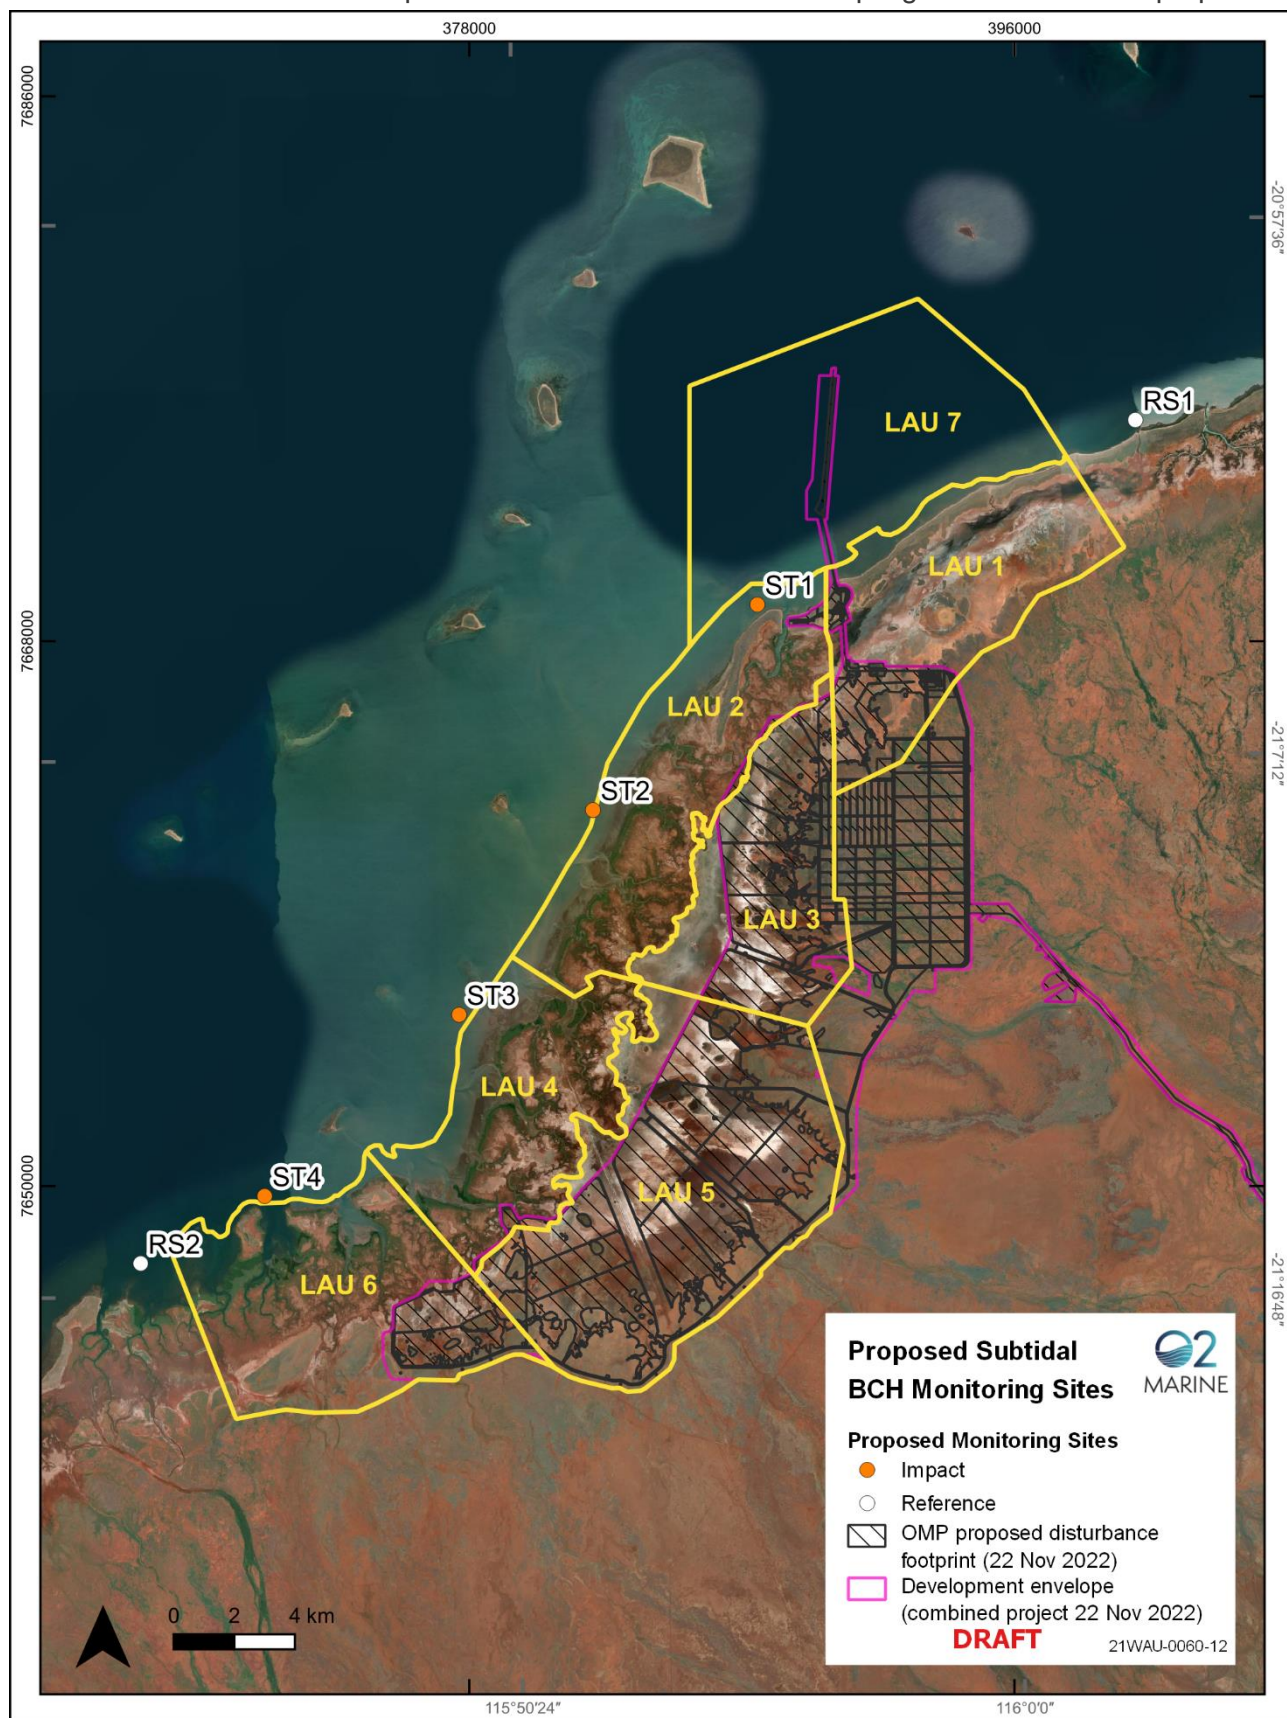 378000
396000
7686000
-20°57'36"
RS1
LAU 7
LAU 1
ST1
7668000
LAU 2
-21°7'12"
ST2
LAU 3
ST3
LAU 4
ST4
7650000
LAU 5
RS2
LAU 6
-21°16'48"
Proposed Subtidal
BCH Monitoring Sites
O2
MARINE
Proposed Monitoring Sites
Impact
Reference
OMP proposed disturbance
footprint (22 Nov 2022)
Development envelope
(combined project 22 Nov 2022)
DRAFT
21WAU-0060-12
0 2 4 km
115°50'24"
116°0'0"